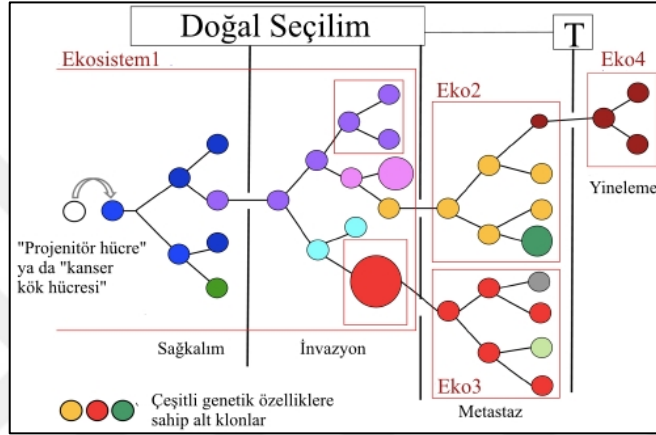 Doğal Seçilim
T
Ekosistem1
Eko2
Eko4
Yineleme
"Projenitör hücre"
ya da "kanser
kök hücresi"
Sağkalım
İnvazyon
Eko3
Metastaz
Çeşitli genetik özelliklere
sahip alt klonlar